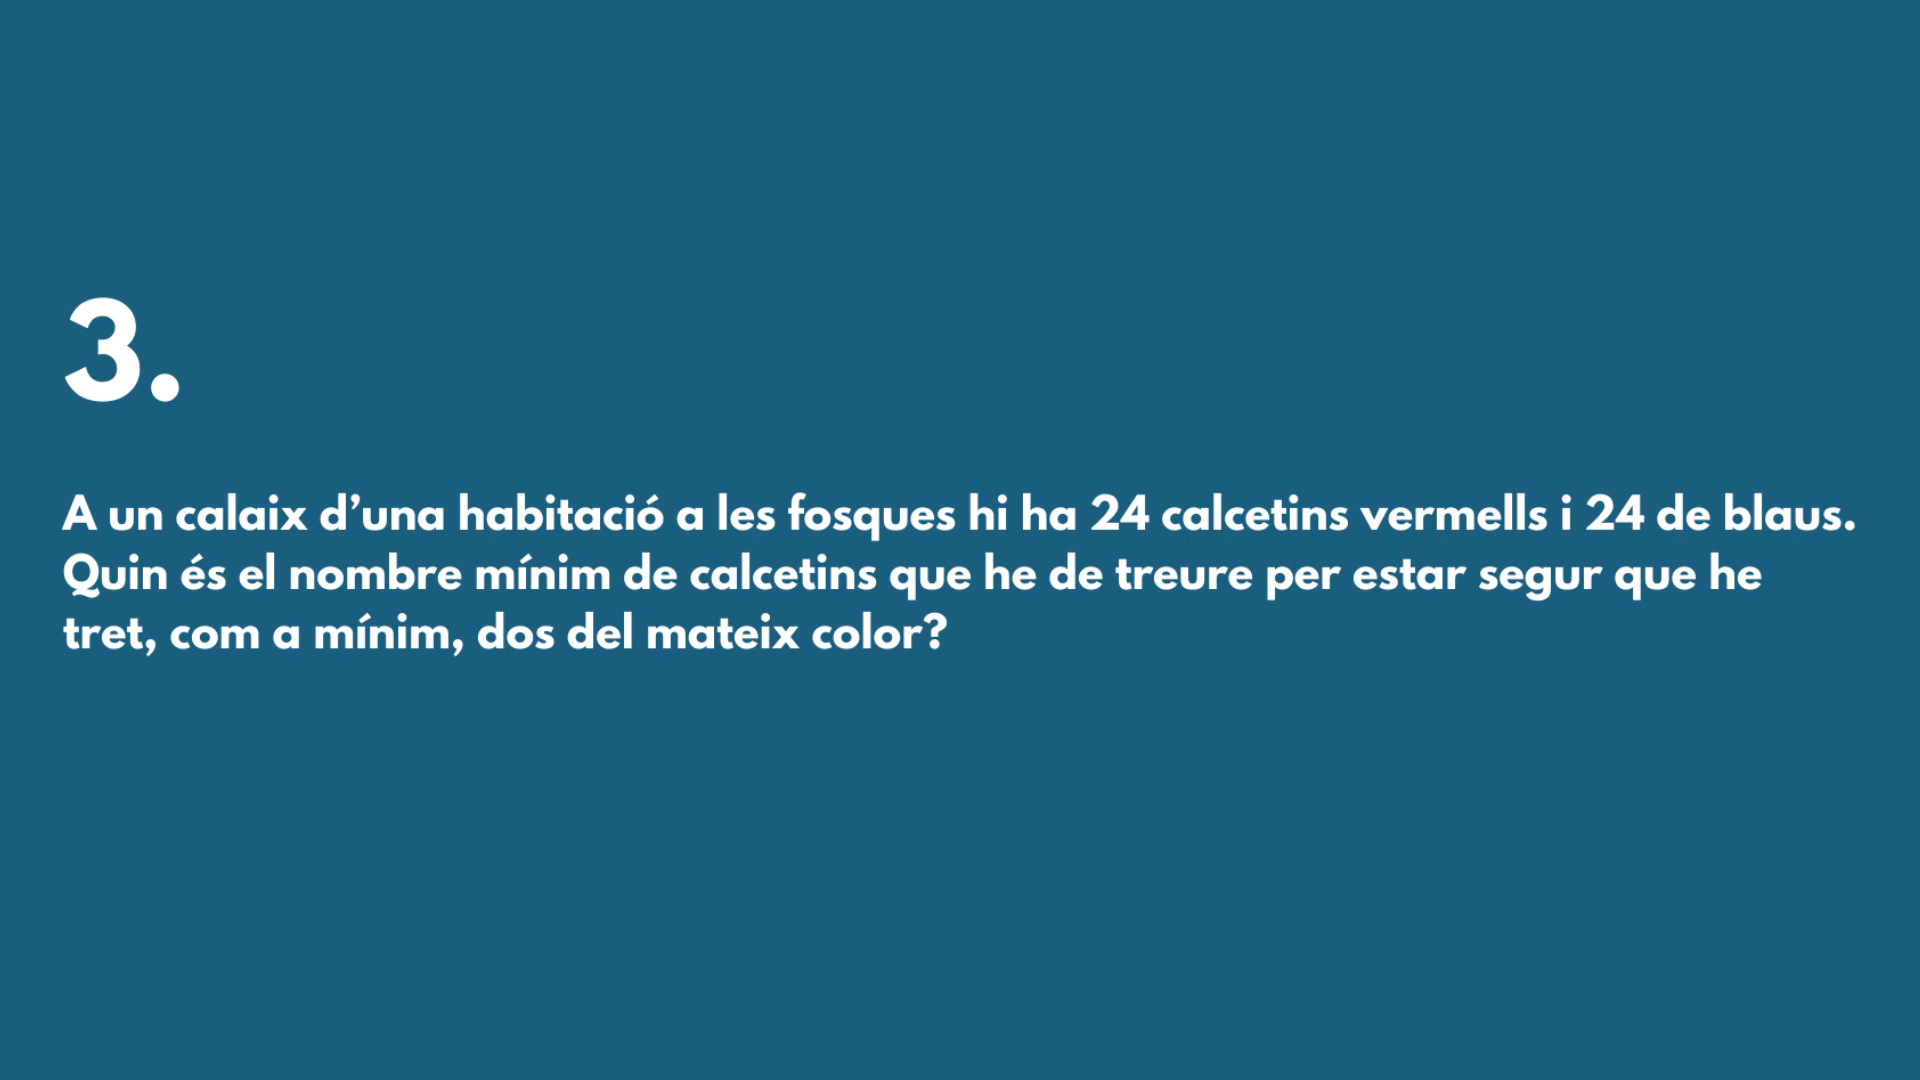 3.
A un calaix d’una habitació a les fosques hi ha 24 calcetins vermells i 24 de blaus.
Quin és el nombre mínim de calcetins que he de treure per estar segur que he
tret, com a mínim, dos del mateix color?